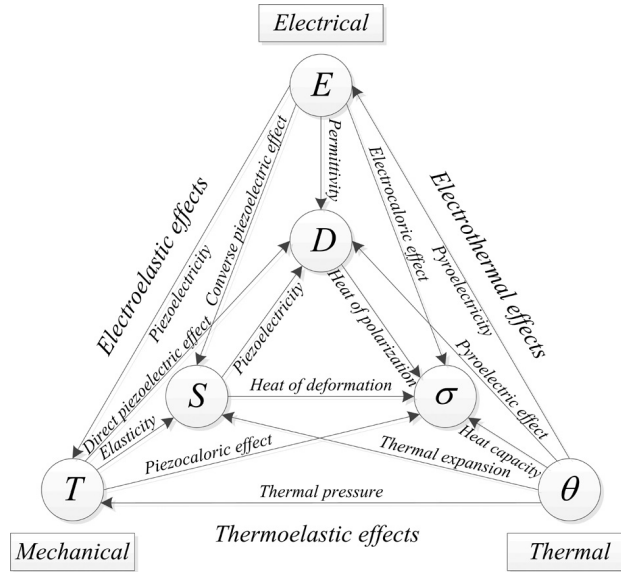 Electrical
E
Permittivity
Converse piezoelectric effect
Electrocaloric effect
Electroelastic effects
Piezoelectricity
Electrothermal effects
Pyroelectricity
D
Direct piezoelectric effect
Piezoelectricity
Heat of polarization
Pyroelectric effect
S
Heat of deformation
σ
Elasticity
Piezocaloric effect
Thermal expansion
Heat capacity
T
Thermal pressure
θ
Thermoelastic effects
Mechanical
Thermal